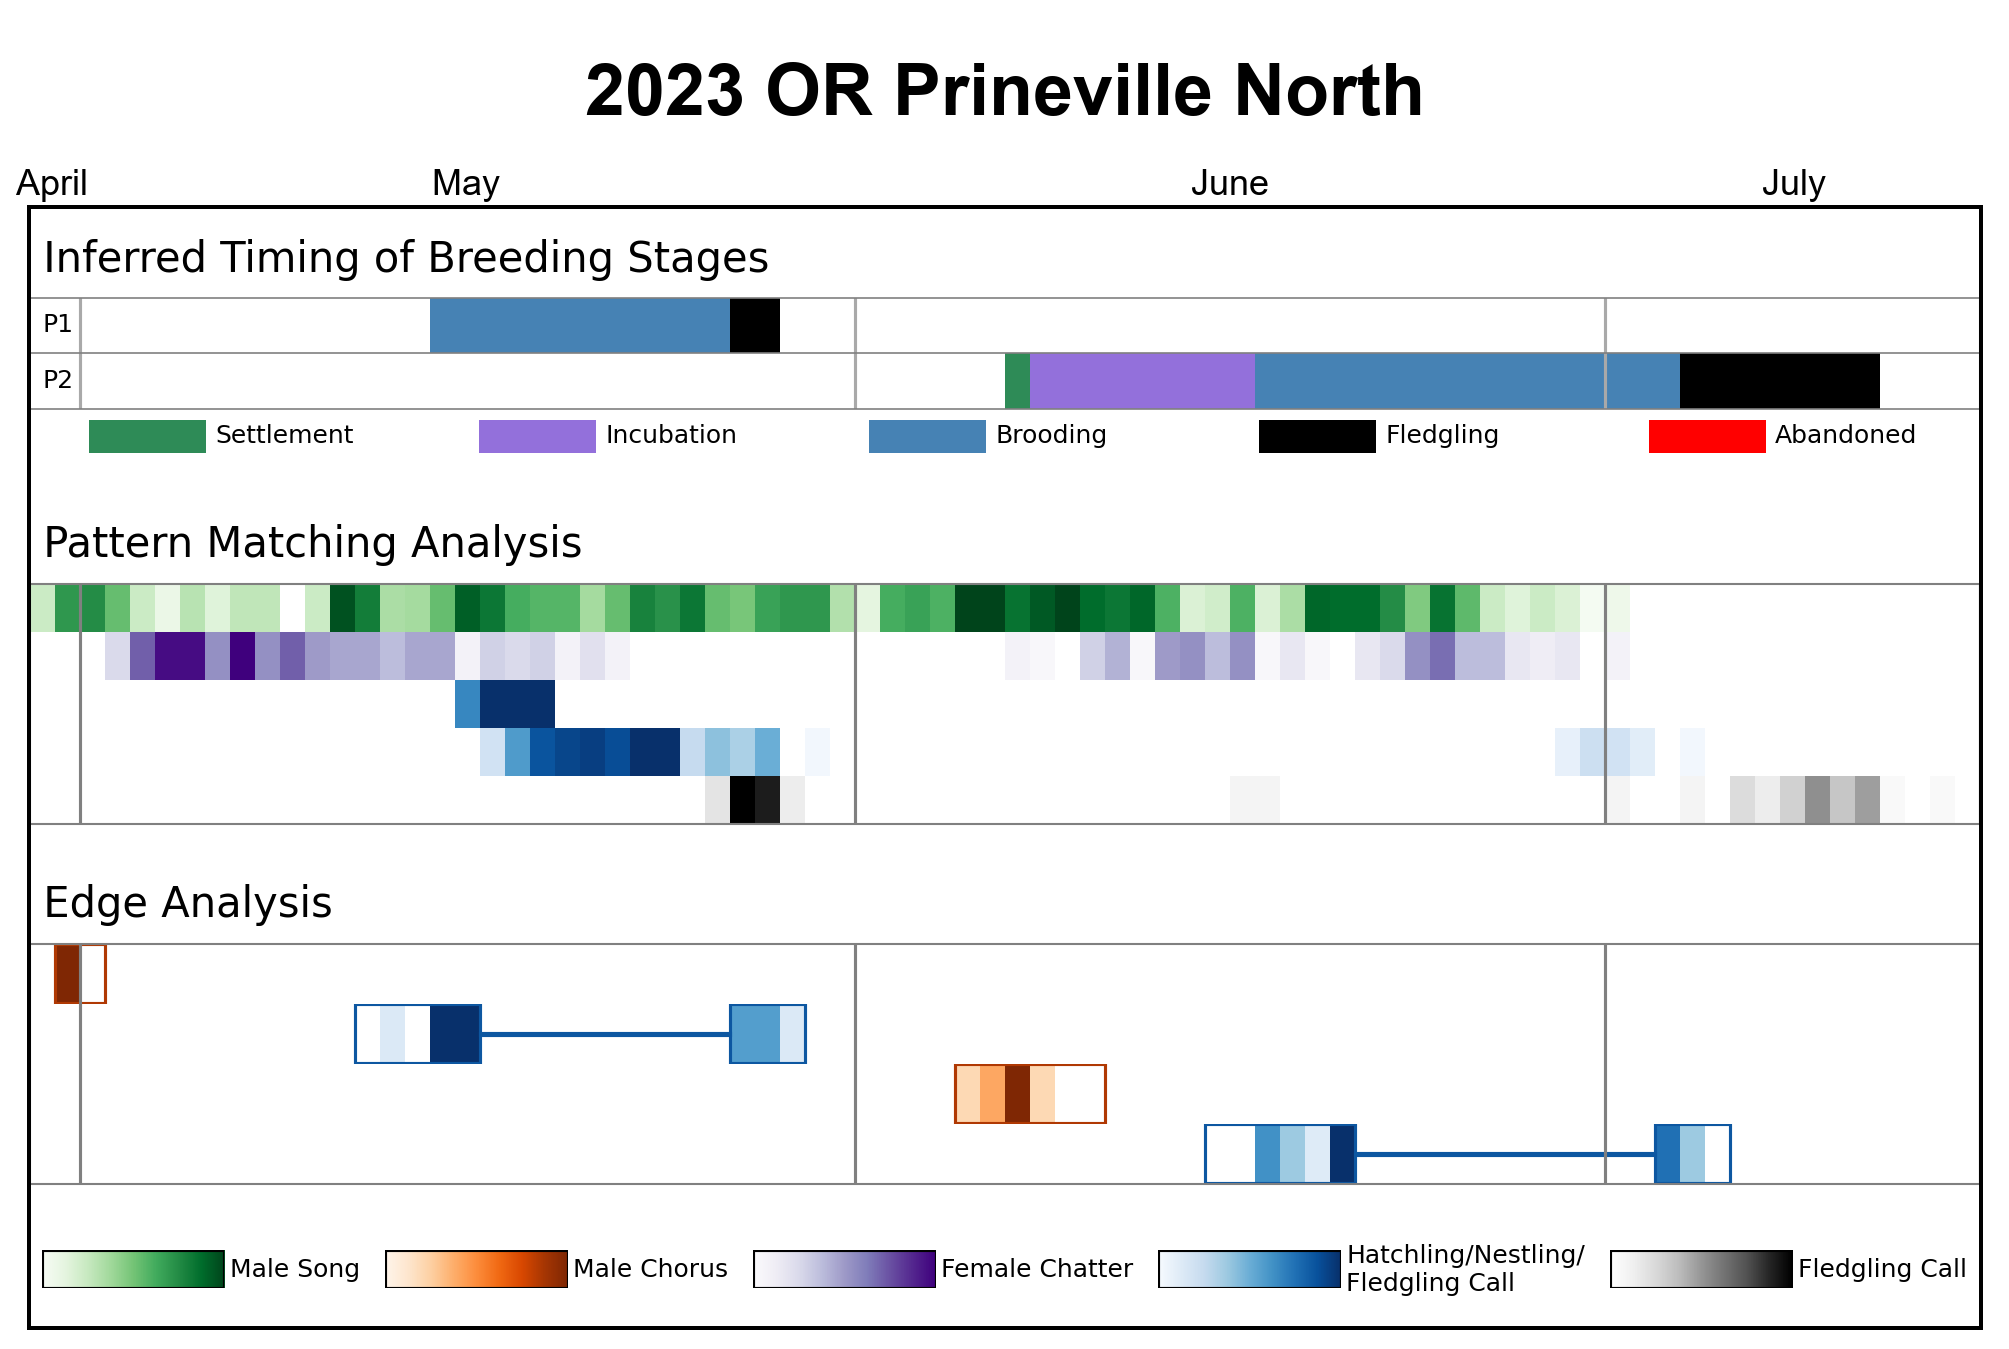 2023 OR Prineville North
April May June July
Inferred Timing of Breeding Stages
P1
P2
Settlement Incubation Brooding Fledgling Abandoned
Pattern Matching Analysis
Edge Analysis
Male Song Male Chorus Female Chatter Hatchling/Nestling/ Fledgling Call
Fledgling Call